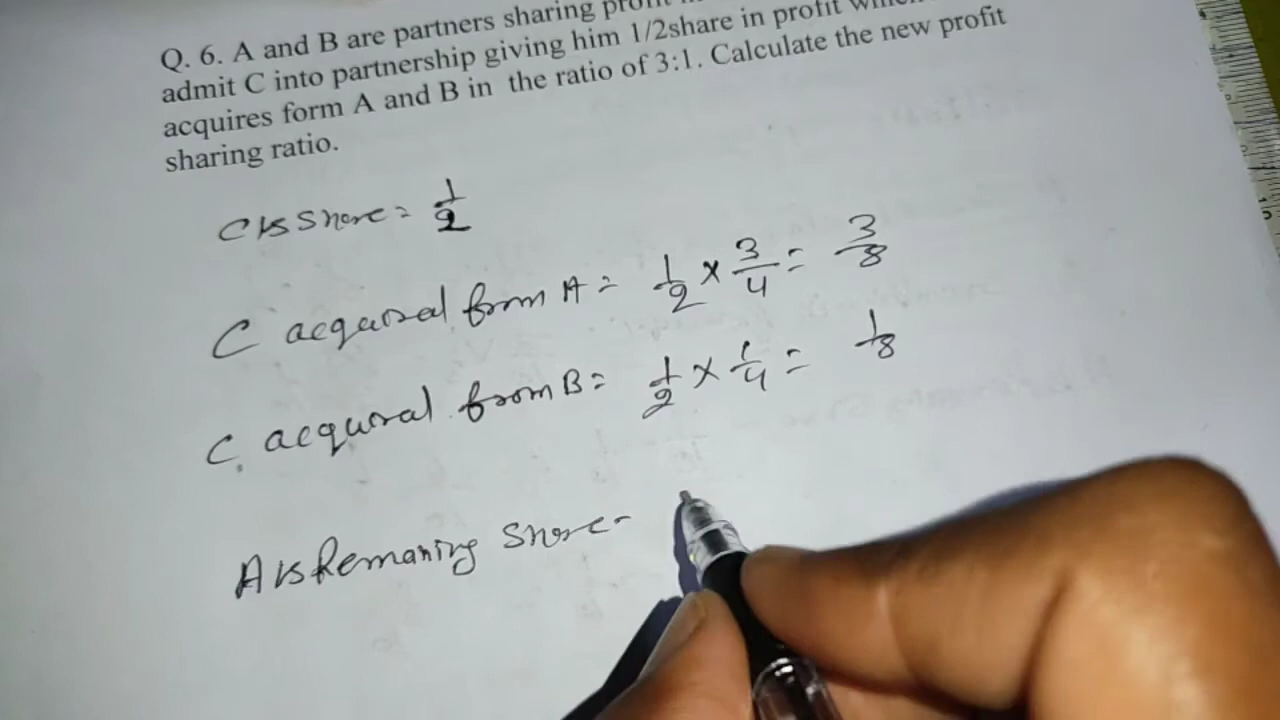 Q. 6. A and B are partners sharing
admit C into partnership giving him 1/2share in profit
acquires form A and B in the ratio of 3:1. Calculate the new profit
sharing ratio.
C's Share = 1/2
C acquired from A = 1/2 × 3/4 = 3/8
C. acqural from B = 1/2 × 1/4 = 1/8
A's Remaning Share -